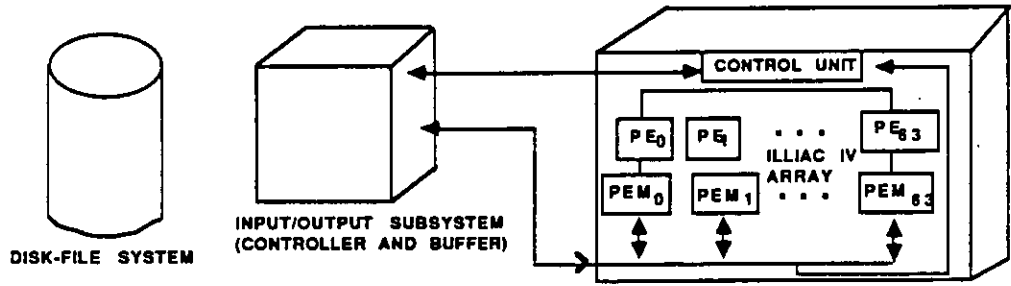 CONTROL UNIT
PE0 PEI PE63
ILLIAC IV
ARRAY
PEM0 PEM1 PEM63
INPUT/OUTPUT SUBSYSTEM
(CONTROLLER AND BUFFER)
DISK-FILE SYSTEM